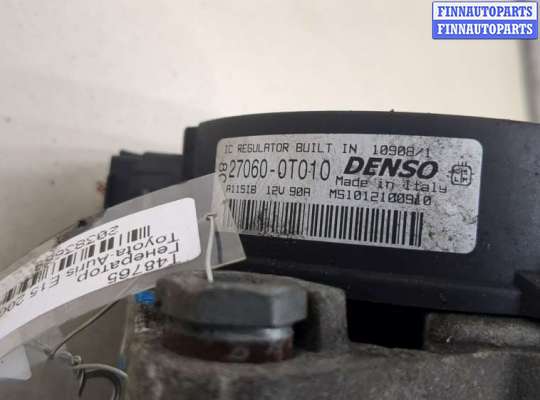 FINNAUTOPARTS
FINNAUTOPARTS
IC REGULATOR BUILT IN 10908/1
27060-0T010 DENSO
Made in Italy
A115IB 12V 90A MS1012100910
148765
Генератор
Toyota Auris E15